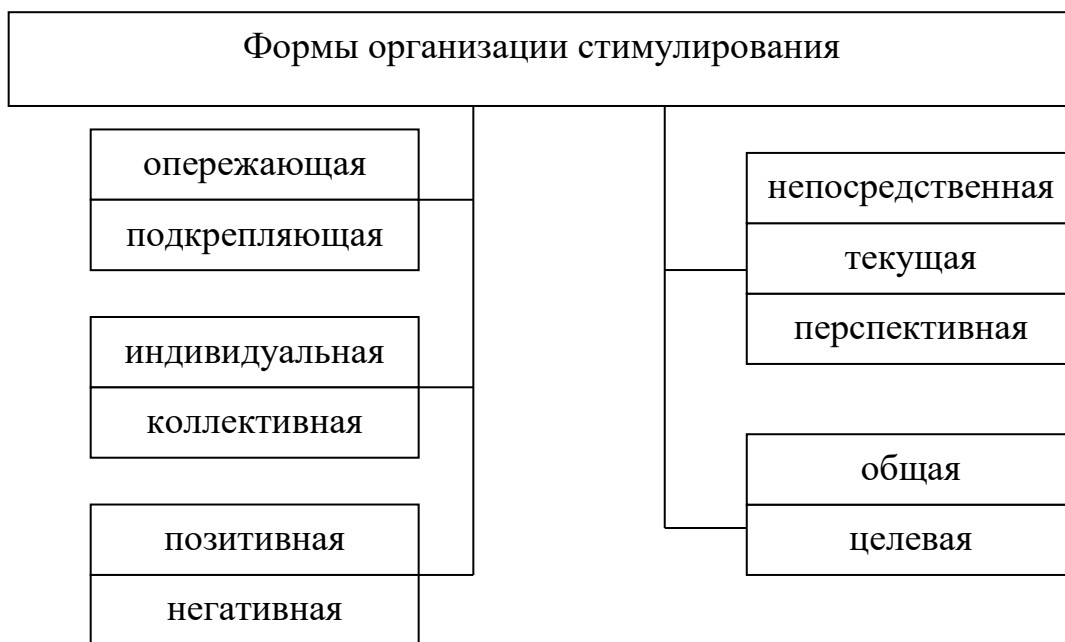 Формы организации стимулирования
опережающая
подкрепляющая
индивидуальная
коллективная
позитивная
негативная
непосредственная
текущая
перспективная
общая
целевая